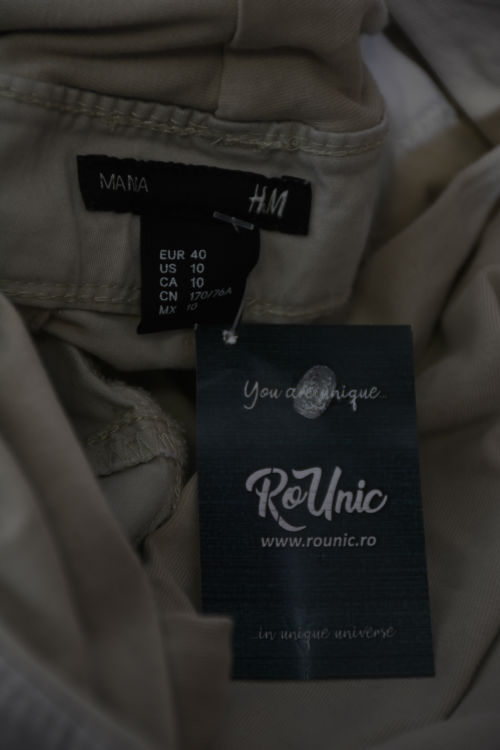 MAMA
H&M
EUR 40
US 10
CA 10
CN 170/76A
MX 10
You are unique...
RoUnic
www.rounic.ro
...in unique universe